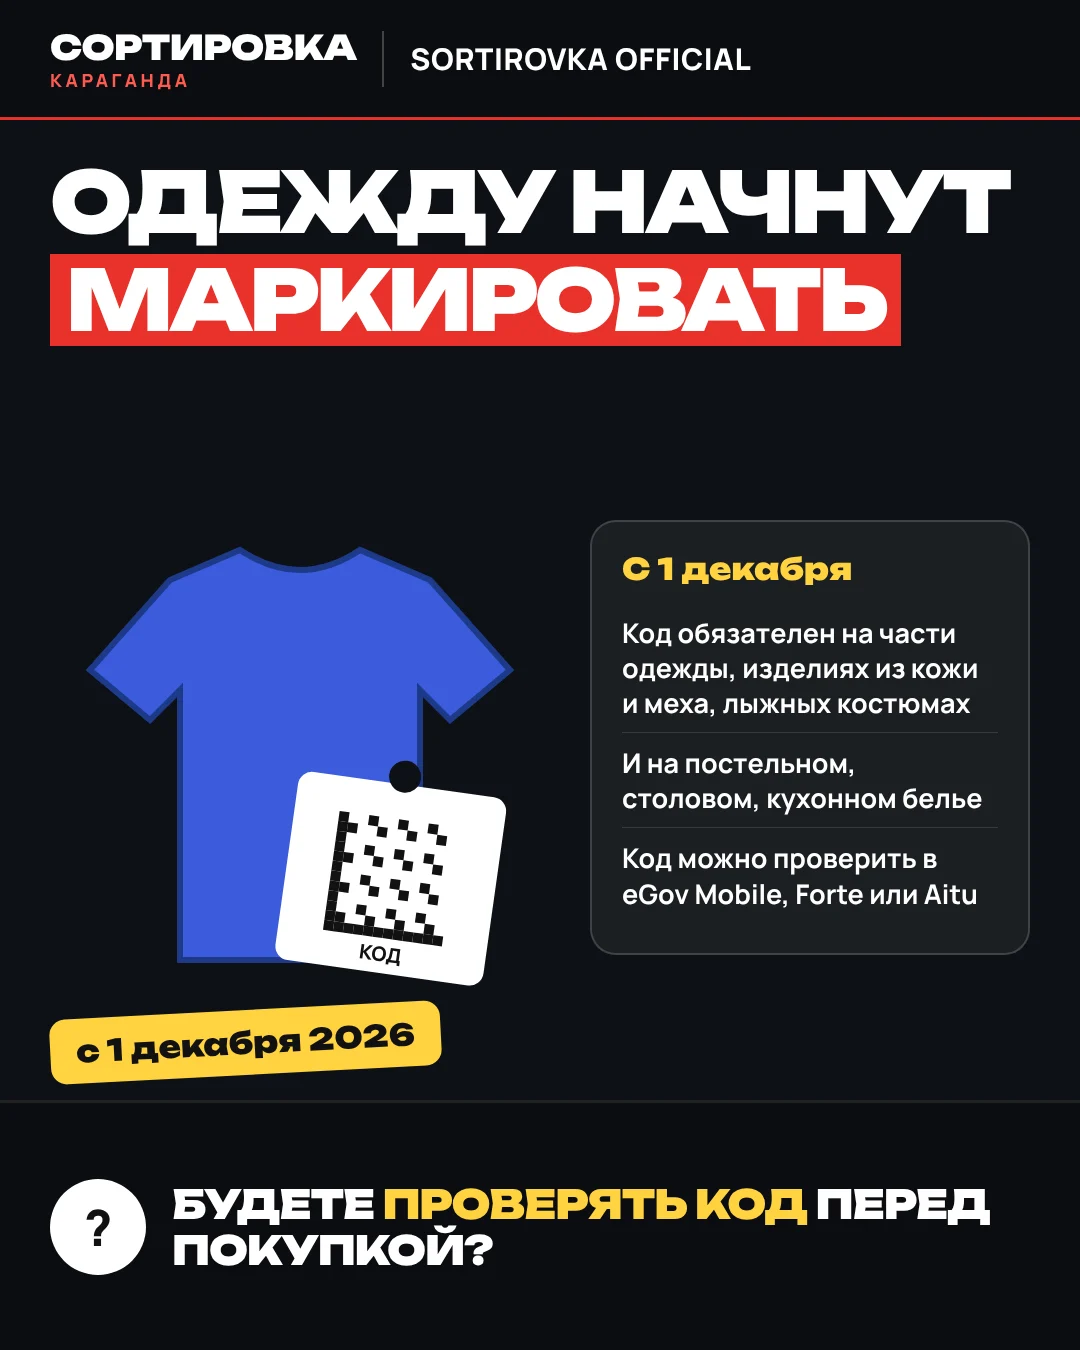 СОРТИРОВКА
КАРАГАНДА
SORTIROVKA OFFICIAL
ОДЕЖДУ НАЧНУТ
МАРКИРОВАТЬ
С 1 декабря
Код обязателен на части
одежды, изделиях из кожи
и меха, лыжных костюмах
И на постельном,
столовом, кухонном белье
Код можно проверить в
eGov Mobile, Forte или Aitu
КОД
с 1 декабря 2026
?
БУДЕТЕ ПРОВЕРЯТЬ КОД ПЕРЕД
ПОКУПКОЙ?